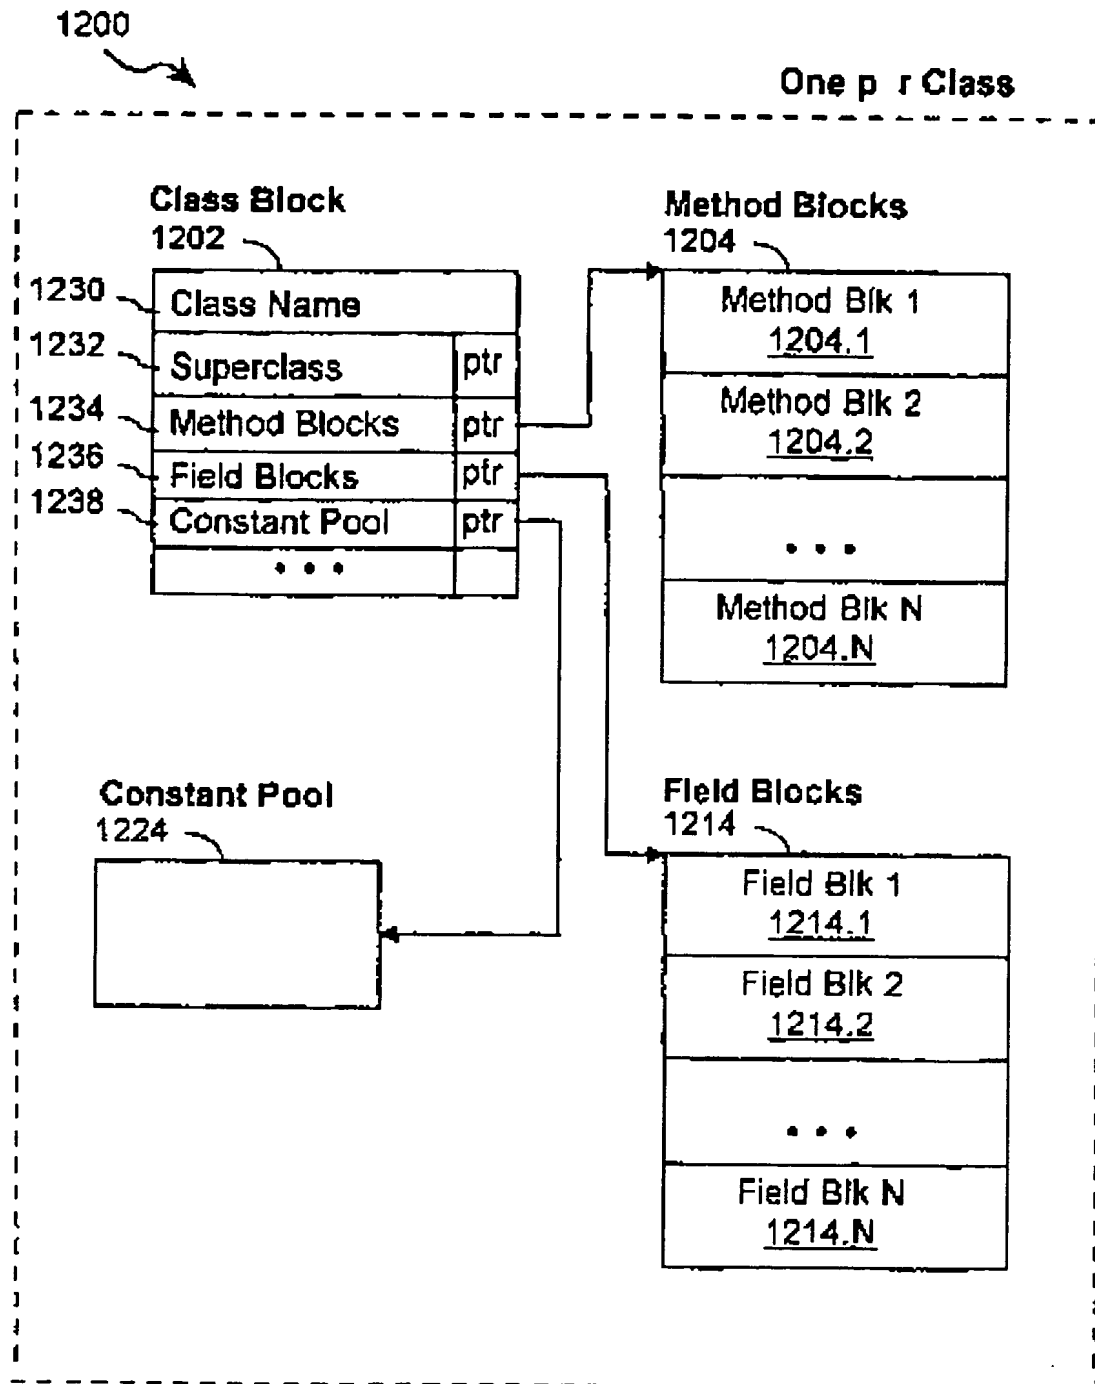 1200
One p r Class
Class Block
1202
1230
Class Name
1232
Superclass ptr
1234
Method Blocks ptr
1236
Field Blocks ptr
1238
Constant Pool ptr
• • •
Method Blocks
1204
Method Blk 1
1204.1
Method Blk 2
1204.2
• • •
Method Blk N
1204.N
Constant Pool
1224
Field Blocks
1214
Field Blk 1
1214.1
Field Blk 2
1214.2
• • •
Field Blk N
1214.N